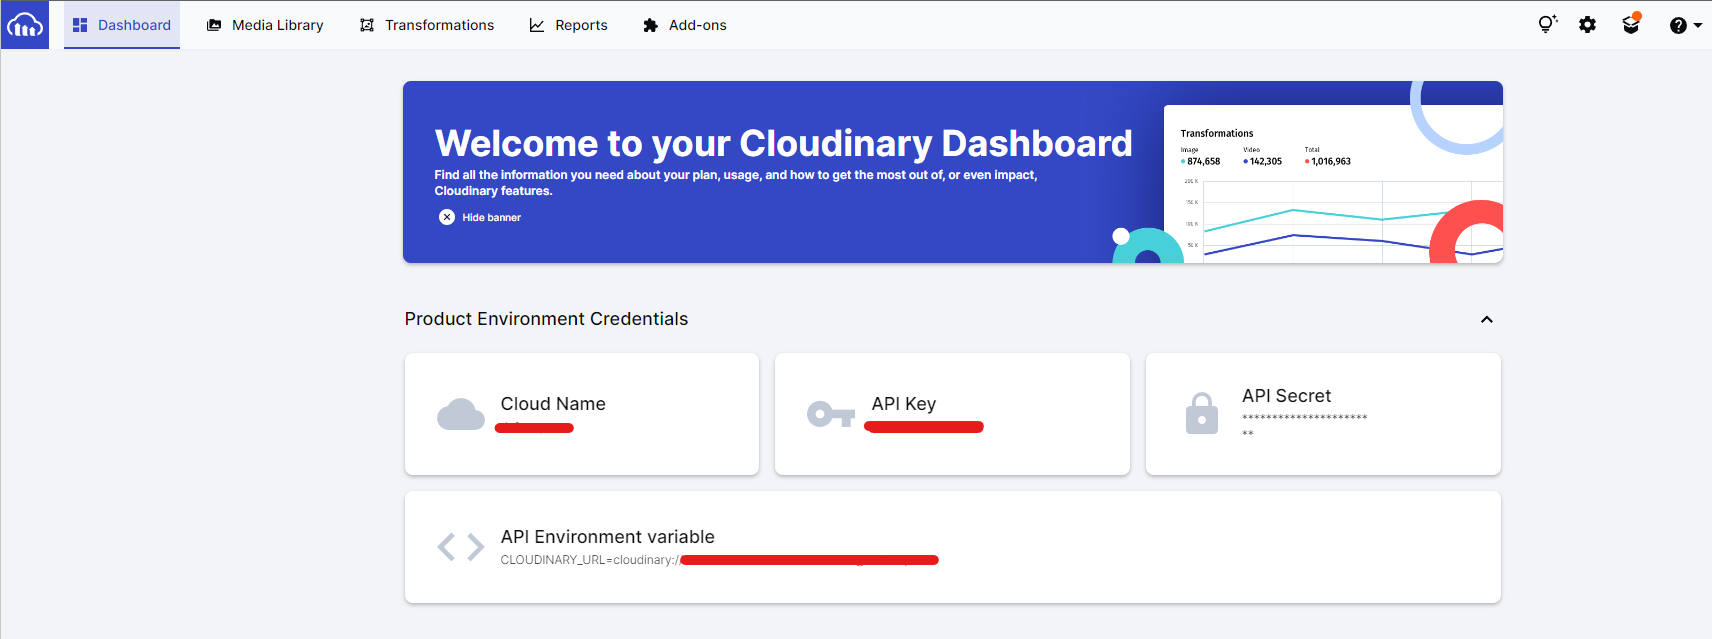 Dashboard
Media Library
Transformations
Reports
Add-ons
Welcome to your Cloudinary Dashboard
Find all the information you need about your plan, usage, and how to get the most out of, or even impact,
Cloudinary features.
Hide banner
Transformations
Image
Video
Total
874,658
142,305
1,016,963
200 K
150 K
100 K
50 K
Product Environment Credentials
Cloud Name
API Key
API Secret
*********************
**
API Environment variable
CLOUDINARY_URL=cloudinary://